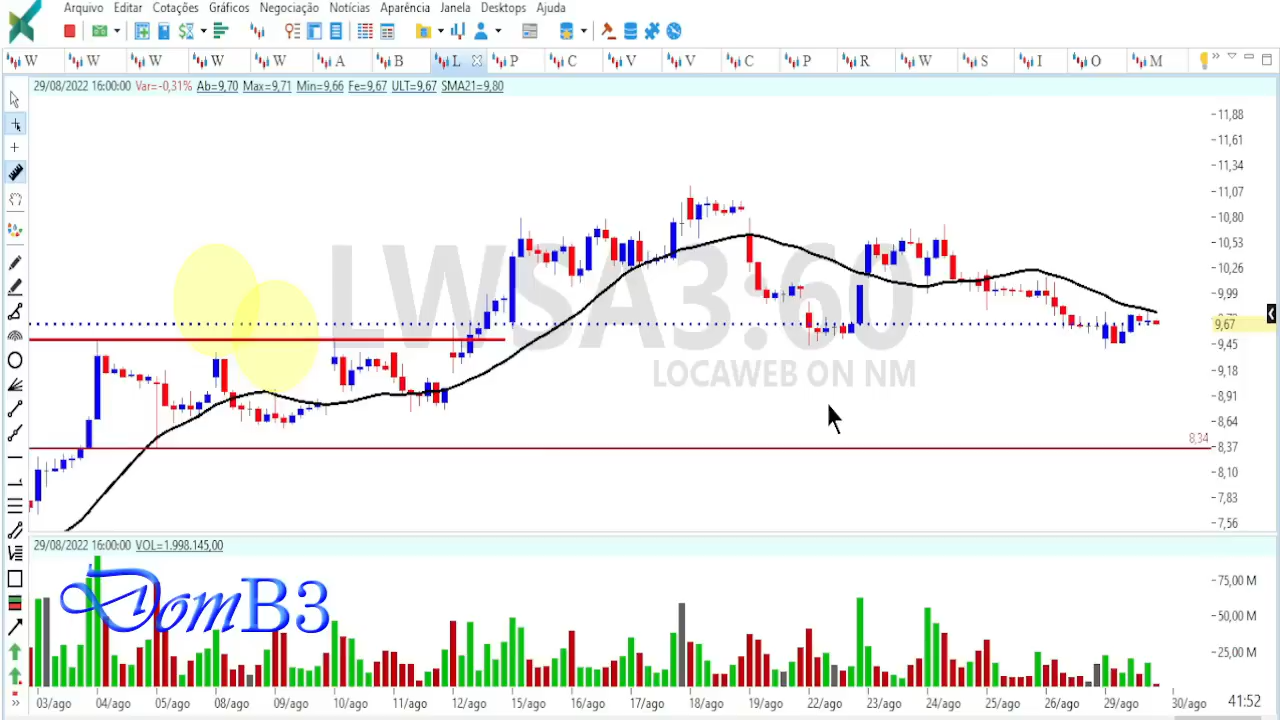 Arquivo Editar Cotações Gráficos Negociação Notícias Aparência Janela Desktops Ajuda
W W W W W A B L P C V V C P R W S I O M
29/08/2022 16:00:00 Var=-0,31% Ab=9,70 Max=9,71 Min=9,66 Fe=9,67 ULT=9,67 SMA21=9,80
11,88
11,61
11,34
11,07
10,80
10,53
10,26
9,99
9,67
9,45
9,18
8,91
8,64
8,34
8,37
8,10
7,83
7,56
LWSA3:60
LOCAWEB ON NM
29/08/2022 16:00:00 VOL=1.998.145,00
DomB3
75,00 M
50,00 M
25,00 M
03/ago 04/ago 05/ago 08/ago 09/ago 10/ago 11/ago 12/ago 15/ago 16/ago 17/ago 18/ago 19/ago 22/ago 23/ago 24/ago 25/ago 26/ago 29/ago 30/ago 41:52